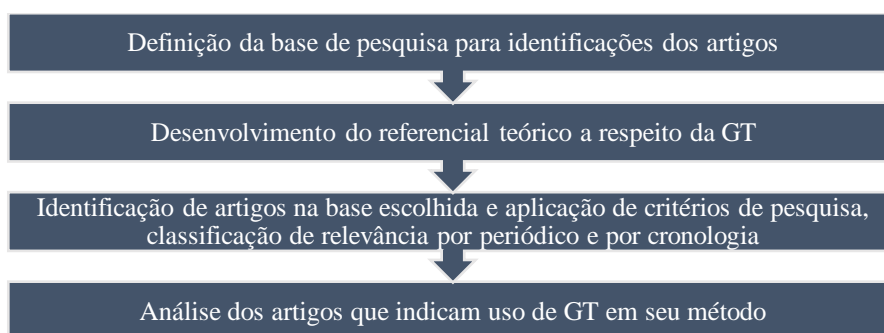 Definição da base de pesquisa para identificações dos artigos
Desenvolvimento do referencial teórico a respeito da GT
Identificação de artigos na base escolhida e aplicação de critérios de pesquisa,
classificação de relevância por periódico e por cronologia
Análise dos artigos que indicam uso de GT em seu método